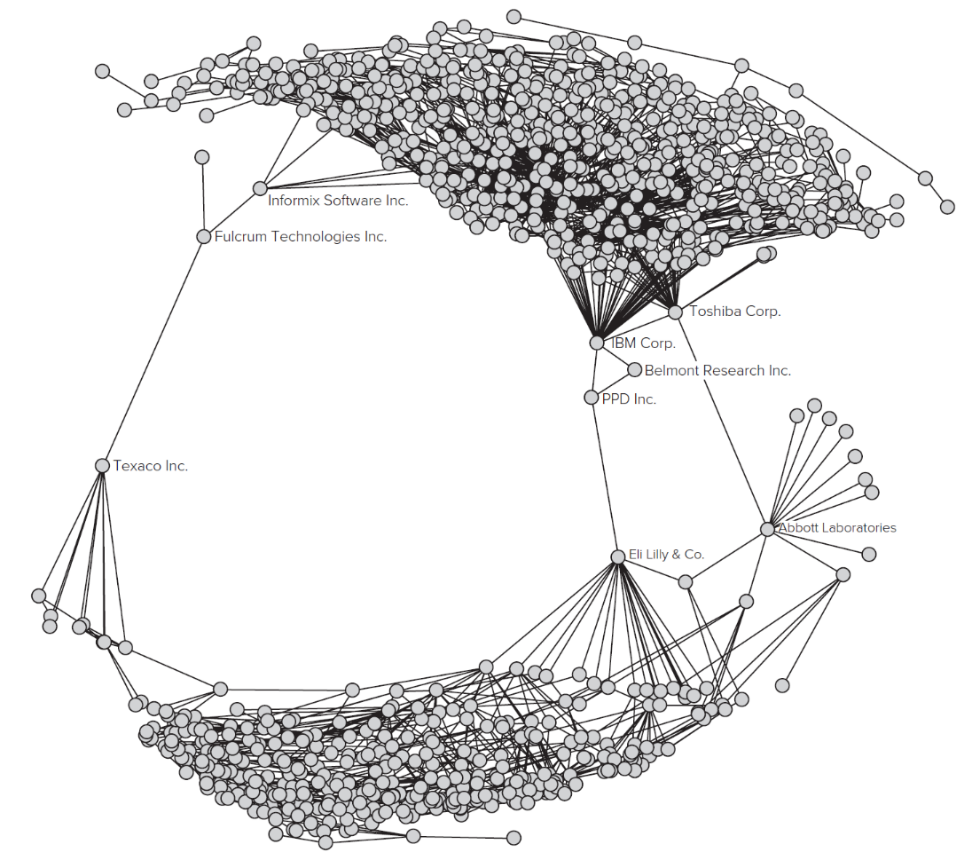 Informix Software Inc.
Fulcrum Technologies Inc.
Toshiba Corp.
IBM Corp.
Belmont Research Inc.
PPD Inc.
Texaco Inc.
Abbott Laboratories
Eli Lilly & Co.